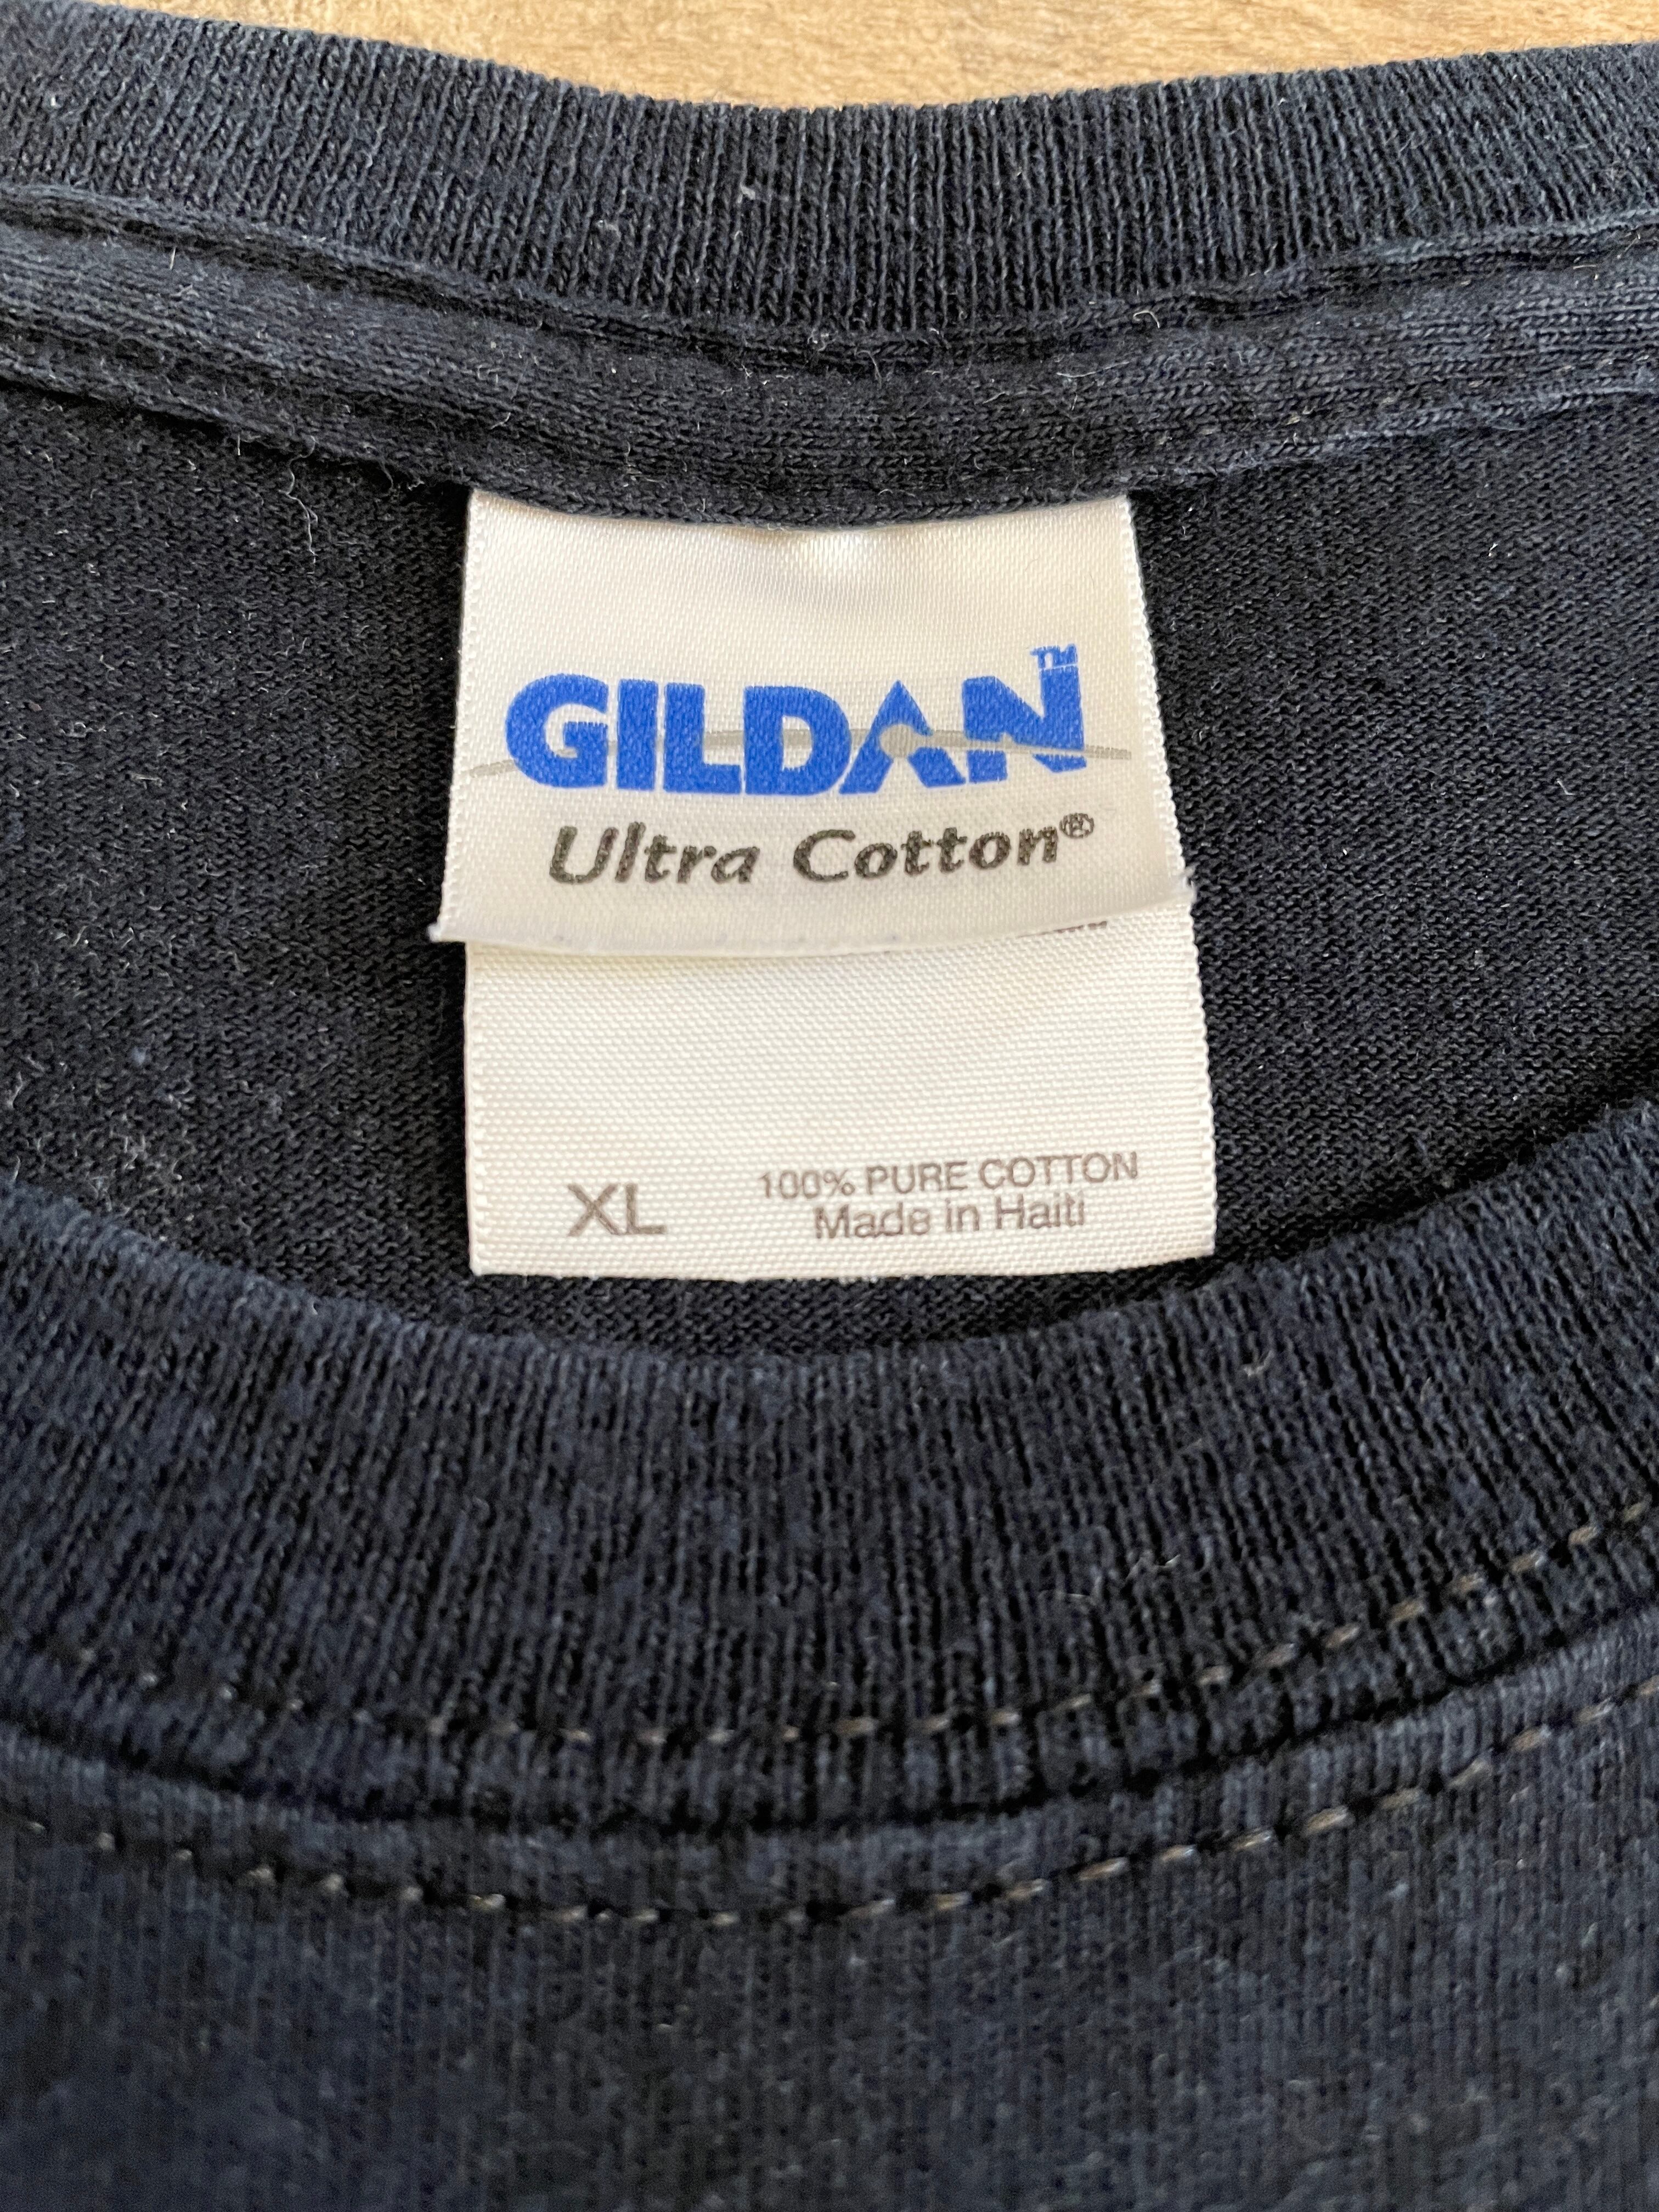 GILDAN™
Ultra Cotton®
XL
100% PURE COTTON
Made in Haiti